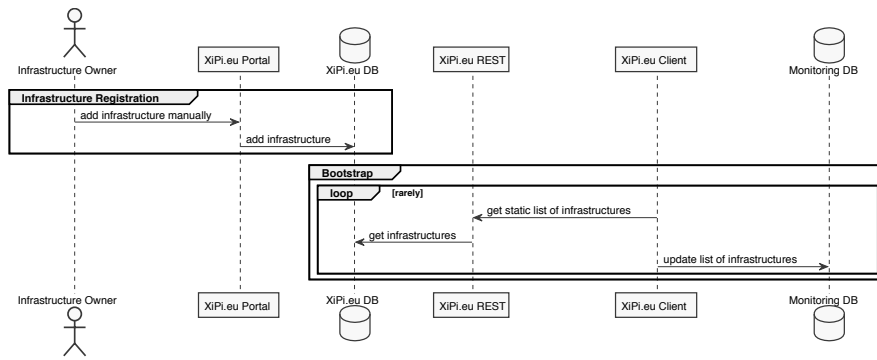 Infrastructure Owner
XiPi.eu Portal
XiPi.eu DB
XiPi.eu REST
XiPi.eu Client
Monitoring DB
Infrastructure Registration
add infrastructure manually
add infrastructure
Bootstrap
loop [rarely]
get static list of infrastructures
get infrastructures
update list of infrastructures
Infrastructure Owner
XiPi.eu Portal
XiPi.eu DB
XiPi.eu REST
XiPi.eu Client
Monitoring DB